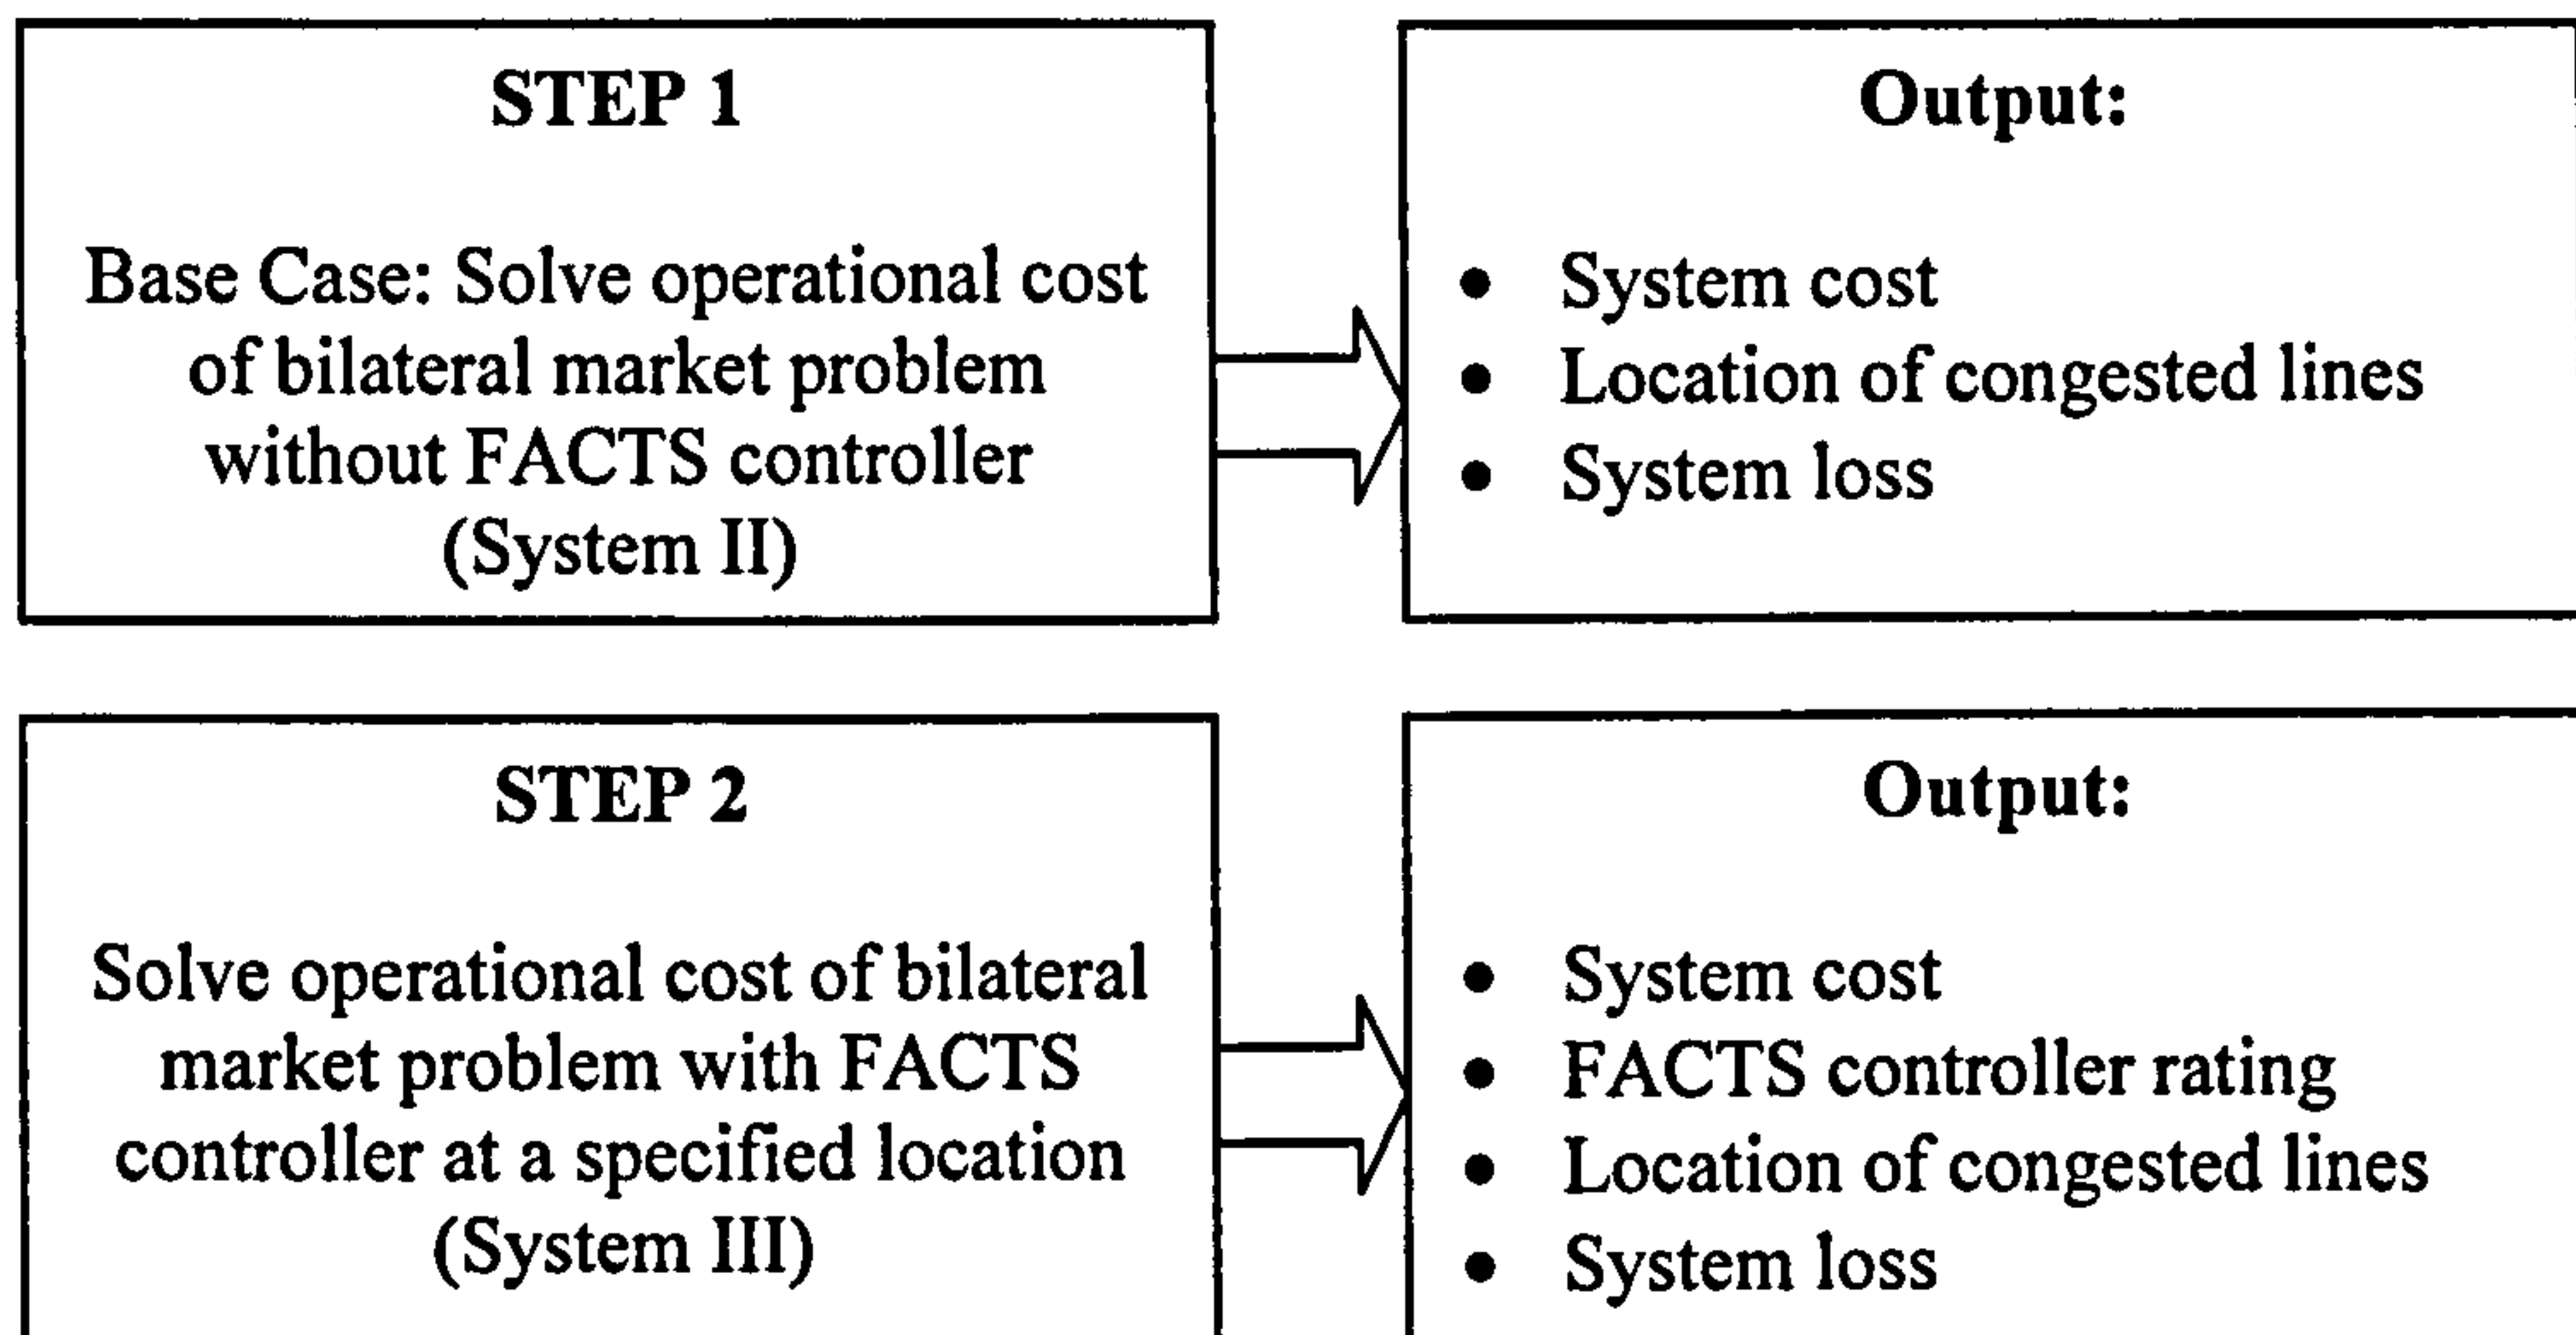 STEP 1
Base Case: Solve operational cost
of bilateral market problem
without FACTS controller
(System II)
Output:
• System cost
• Location of congested lines
• System loss
STEP 2
Solve operational cost of bilateral
market problem with FACTS
controller at a specified location
(System III)
Output:
• System cost
• FACTS controller rating
• Location of congested lines
• System loss